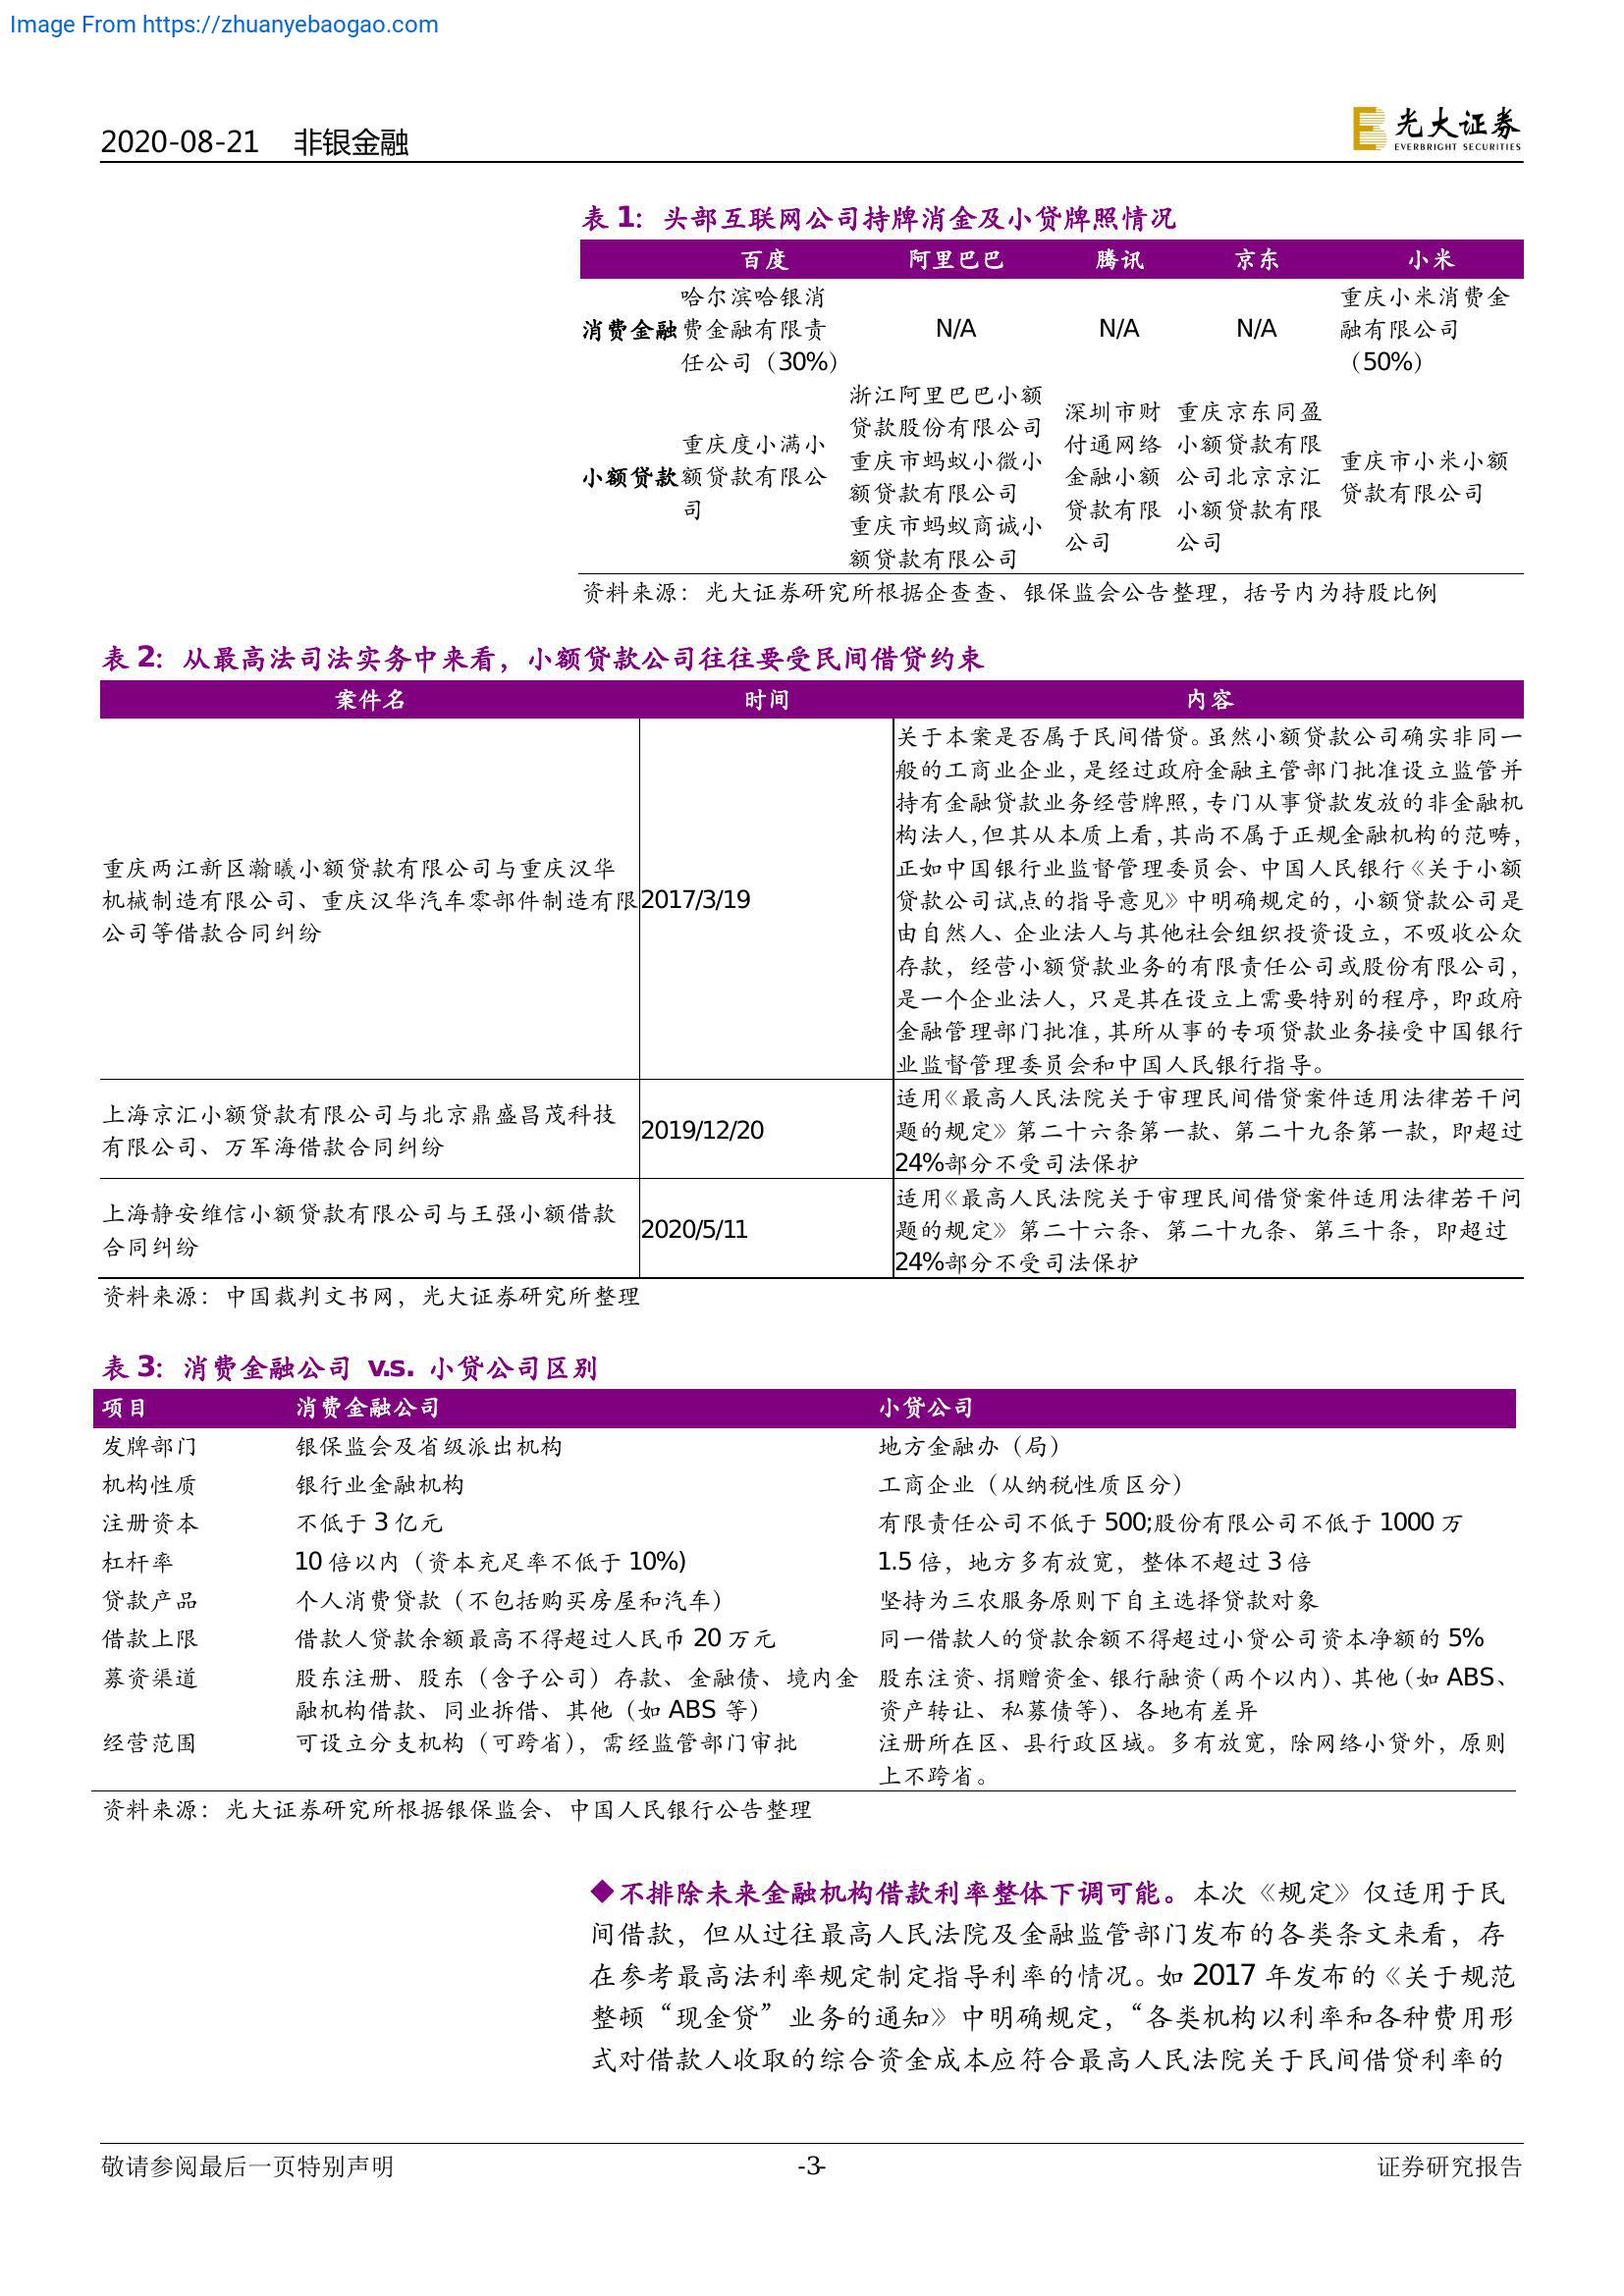 Image From https://zhuanyebaogao.com
2020-08-21 非银金融
光大证券
EVERBRIGHT SECURITIES
表 1：头部互联网公司持牌消金及小贷牌照情况
百度 阿里巴巴 腾讯 京东 小米
消费金融
哈尔滨哈银消
费金融有限责
任公司（30%）
N/A
N/A
N/A
重庆小米消费金
融有限公司
（50%）
小额贷款
重庆度小满小
额贷款有限公
司
浙江阿里巴巴小额
贷款股份有限公司
重庆市蚂蚁小微小
额贷款有限公司
重庆市蚂蚁商诚小
额贷款有限公司
深圳市财
付通网络
金融小额
贷款有限
公司
重庆京东同盈
小额贷款有限
公司北京京汇
小额贷款有限
公司
重庆市小米小额
贷款有限公司
资料来源：光大证券研究所根据企查查、银保监会公告整理，括号内为持股比例
表 2：从最高法司法实务中来看，小额贷款公司往往要受民间借贷约束
案件名 时间 内容
重庆两江新区瀚曦小额贷款有限公司与重庆汉华
机械制造有限公司、重庆汉华汽车零部件制造有限
公司等借款合同纠纷
2017/3/19
关于本案是否属于民间借贷。虽然小额贷款公司确实非同一
般的工商业企业，是经过政府金融主管部门批准设立监管并
持有金融贷款业务经营牌照，专门从事贷款发放的非金融机
构法人，但其从本质上看，其尚不属于正规金融机构的范畴，
正如中国银行业监督管理委员会、中国人民银行《关于小额
贷款公司试点的指导意见》中明确规定的，小额贷款公司是
由自然人、企业法人与其他社会组织投资设立，不吸收公众
存款，经营小额贷款业务的有限责任公司或股份有限公司，
是一个企业法人，只是其在设立上需要特别的程序，即政府
金融管理部门批准，其所从事的专项贷款业务接受中国银行
业监督管理委员会和中国人民银行指导。
上海京汇小额贷款有限公司与北京鼎盛昌茂科技
有限公司、万军海借款合同纠纷
2019/12/20
适用《最高人民法院关于审理民间借贷案件适用法律若干问
题的规定》第二十六条第一款、第二十九条第一款，即超过
24%部分不受司法保护
上海静安维信小额贷款有限公司与王强小额借款
合同纠纷
2020/5/11
适用《最高人民法院关于审理民间借贷案件适用法律若干问
题的规定》第二十六条、第二十九条、第三十条，即超过
24%部分不受司法保护
资料来源：中国裁判文书网，光大证券研究所整理
表 3：消费金融公司 v.s. 小贷公司区别
项目 消费金融公司 小贷公司
发牌部门 银保监会及省级派出机构 地方金融办（局）
机构性质 银行业金融机构 工商企业（从纳税性质区分）
注册资本 不低于 3 亿元 有限责任公司不低于 500;股份有限公司不低于 1000 万
杠杆率 10 倍以内（资本充足率不低于 10%) 1.5 倍，地方多有放宽，整体不超过 3 倍
贷款产品 个人消费贷款（不包括购买房屋和汽车） 坚持为三农服务原则下自主选择贷款对象
借款上限 借款人贷款余额最高不得超过人民币 20 万元 同一借款人的贷款余额不得超过小贷公司资本净额的 5%
募资渠道 股东注册、股东（含子公司）存款、金融债、境内金 股东注资、捐赠资金、银行融资（两个以内）、其他（如 ABS、
融机构借款、同业拆借、其他（如 ABS 等） 资产转让、私募债等）、各地有差异
经营范围 可设立分支机构（可跨省），需经监管部门审批 注册所在区、县行政区域。多有放宽，除网络小贷外，原则
上不跨省。
资料来源：光大证券研究所根据银保监会、中国人民银行公告整理
◆不排除未来金融机构借款利率整体下调可能。本次《规定》仅适用于民
间借款，但从过往最高人民法院及金融监管部门发布的各类条文来看，存
在参考最高法利率规定制定指导利率的情况。如 2017 年发布的《关于规范
整顿“现金贷”业务的通知》中明确规定，“各类机构以利率和各种费用形
式对借款人收取的综合资金成本应符合最高人民法院关于民间借贷利率的
敬请参阅最后一页特别声明 -3- 证券研究报告